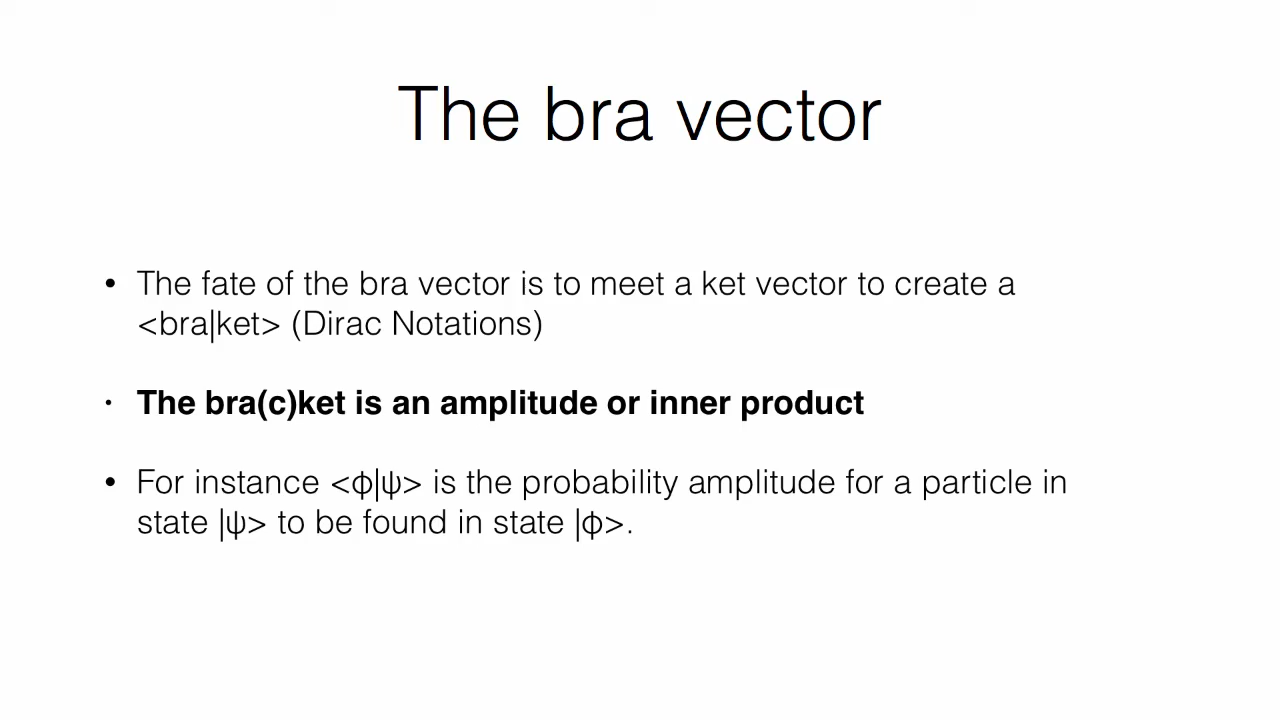 The bra vector
• The fate of the bra vector is to meet a ket vector to create a
<bra|ket> (Dirac Notations)
• The bra(c)ket is an amplitude or inner product
• For instance <ϕ|ψ> is the probability amplitude for a particle in
state |ψ> to be found in state |ϕ>.